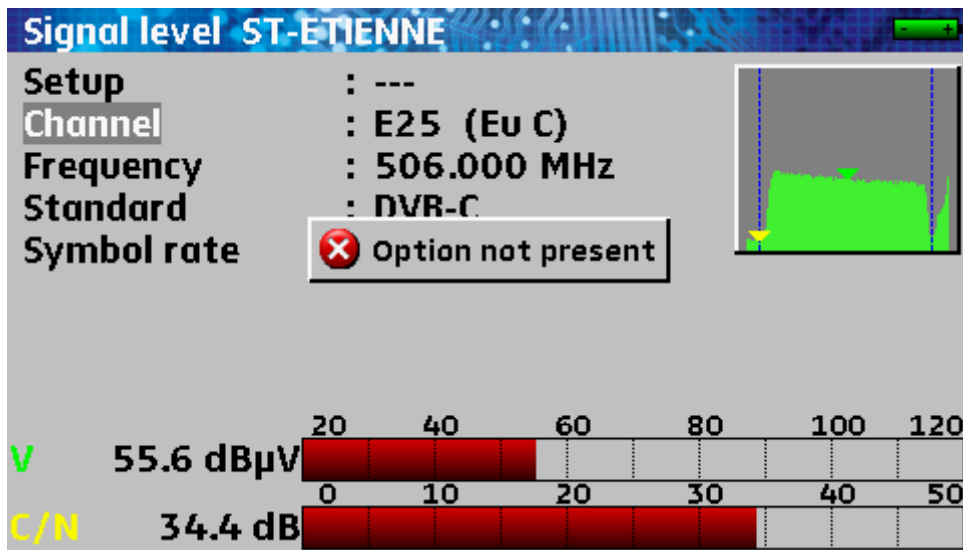 Signal level ST-ETIENNE
- +
Setup : ---
Channel : E25 (Eu C)
Frequency : 506.000 MHz
Standard : DVB-C
Symbol rate
Option not present
20 40 60 80 100 120
V 55.6 dBµV
0 10 20 30 40 50
C/N 34.4 dB